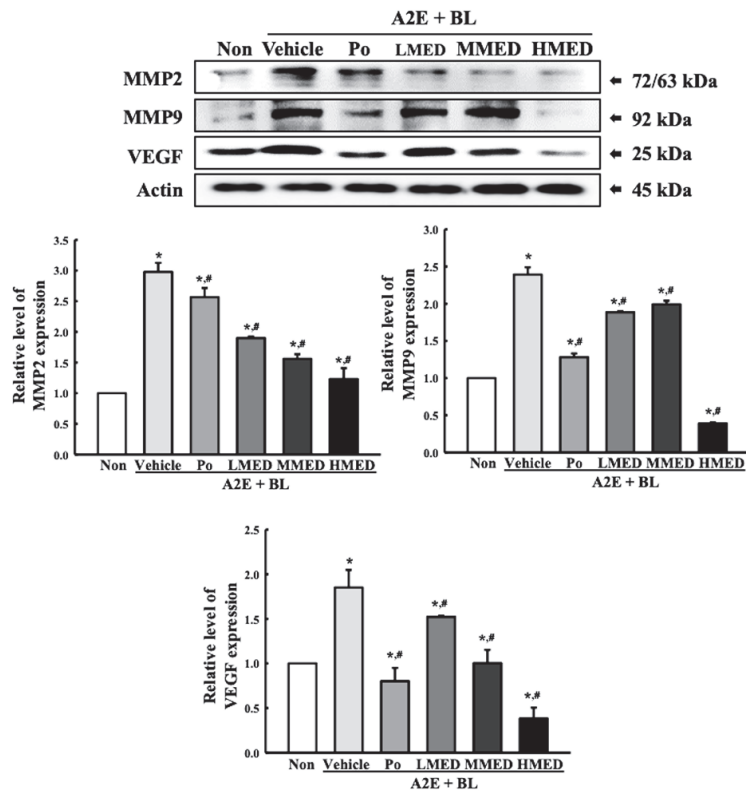 A2E + BL
Non Vehicle Po LMED MMED HMED
MMP2 72/63 kDa
MMP9 92 kDa
VEGF 25 kDa
Actin 45 kDa
Relative level of
MMP2 expression
3.5
3.0
2.5
2.0
1.5
1.0
0.5
0.0
*
*,#
*,#
*,#
*,#
Non Vehicle Po LMED MMED HMED
A2E + BL
Relative level of
MMP9 expression
3.0
2.5
2.0
1.5
1.0
0.5
0.0
*
*,#
*,#
*,#
*,#
Non Vehicle Po LMED MMED HMED
A2E + BL
Relative level of
VEGF expression
2.5
2.0
1.5
1.0
0.5
0.0
*
*,#
*,#
*,#
*,#
Non Vehicle Po LMED MMED HMED
A2E + BL